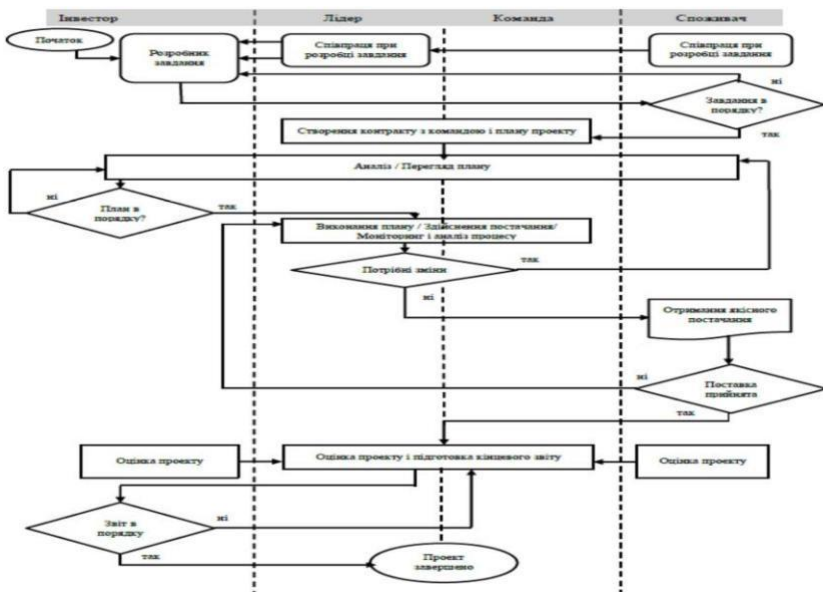 Інвестор Лідер Команда Споживач
Початок
Розробник
завдання
Співпраця при
розробці завдання
Співпраця при
розробці завдання
ні
Завдання в
порядку?
так
Створення контракту з командою і плану проекту
Аналіз / Перегляд плану
ні
План в
порядку?
так
Виконання плану / Здійснення постачання/
Моніторинг і аналіз процесу
Потрібні зміни
так
ні
Отримання якісного
постачання
ні
Поставка
прийнята
так
Оцінка проекту
Оцінка проекту і підготовка кінцевого звіту
Оцінка проекту
Звіт в
порядку
ні
так
Проект
завершено